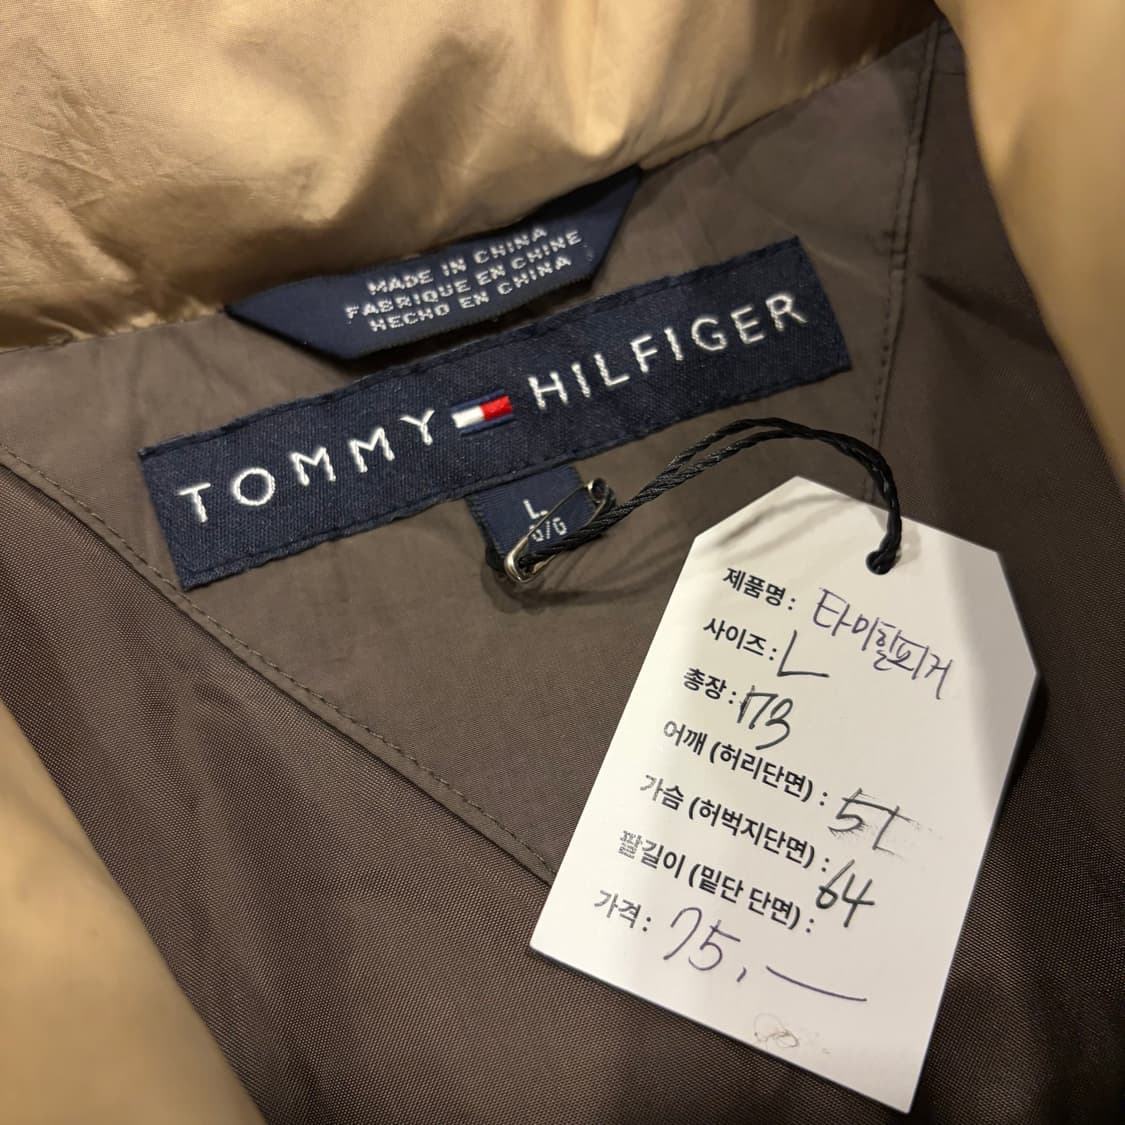 MADE IN CHINA
FABRIQUE EN CHINE
HECHO EN CHINA
TOMMY HILFIGER
L
G/G
제품명 : 타미힐피거
사이즈 : L
총장 : 73
어깨 (허리단면) : 51
가슴 (허벅지단면) : 64
팔길이 (밑단 단면) :
가격 : 75,—